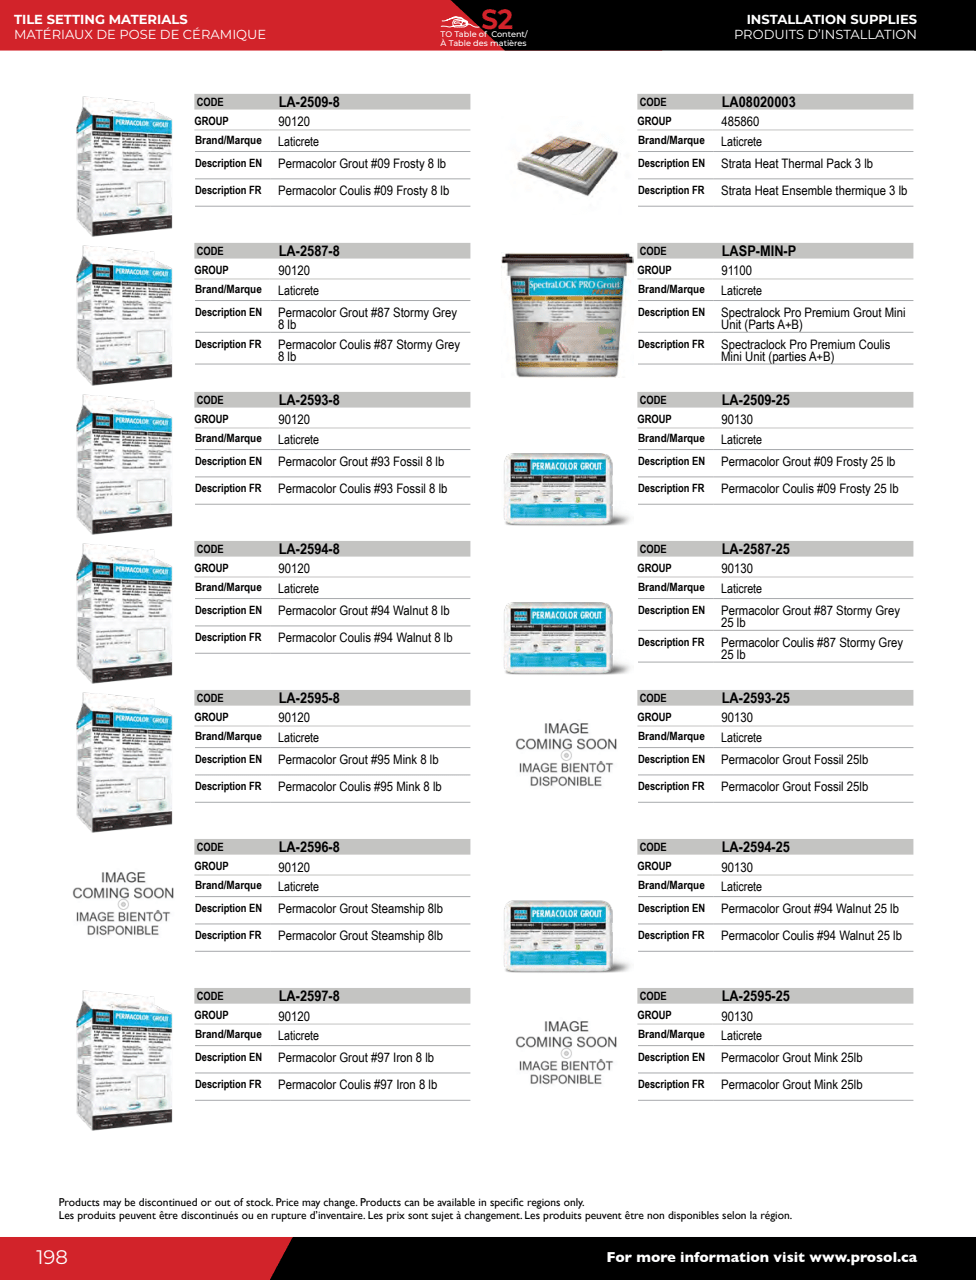 TILE SETTING MATERIALS
MATÉRIAUX DE POSE DE CÉRAMIQUE
S2
TO Table of Content/
À Table des matières
INSTALLATION SUPPLIES
PRODUITS D'INSTALLATION
PERMACOLOR GROUT
CODE LA-2509-8
GROUP 90120
Brand/Marque Laticrete
Description EN Permacolor Grout #09 Frosty 8 lb
Description FR Permacolor Coulis #09 Frosty 8 lb
PERMACOLOR GROUT
CODE LA-2587-8
GROUP 90120
Brand/Marque Laticrete
Description EN Permacolor Grout #87 Stormy Grey
8 lb
Description FR Permacolor Coulis #87 Stormy Grey
8 lb
PERMACOLOR GROUT
CODE LA-2593-8
GROUP 90120
Brand/Marque Laticrete
Description EN Permacolor Grout #93 Fossil 8 lb
Description FR Permacolor Coulis #93 Fossil 8 lb
PERMACOLOR GROUT
CODE LA-2594-8
GROUP 90120
Brand/Marque Laticrete
Description EN Permacolor Grout #94 Walnut 8 lb
Description FR Permacolor Coulis #94 Walnut 8 lb
PERMACOLOR GROUT
CODE LA-2595-8
GROUP 90120
Brand/Marque Laticrete
Description EN Permacolor Grout #95 Mink 8 lb
Description FR Permacolor Coulis #95 Mink 8 lb
IMAGE
COMING SOON
IMAGE BIENTÔT
DISPONIBLE
CODE LA-2596-8
GROUP 90120
Brand/Marque Laticrete
Description EN Permacolor Grout Steamship 8lb
Description FR Permacolor Grout Steamship 8lb
PERMACOLOR GROUT
CODE LA-2597-8
GROUP 90120
Brand/Marque Laticrete
Description EN Permacolor Grout #97 Iron 8 lb
Description FR Permacolor Coulis #97 Iron 8 lb
CODE LA08020003
GROUP 485860
Brand/Marque Laticrete
Description EN Strata Heat Thermal Pack 3 lb
Description FR Strata Heat Ensemble thermique 3 lb
SpectraLOCK PRO Grout
CODE LASP-MIN-P
GROUP 91100
Brand/Marque Laticrete
Description EN Spectralock Pro Premium Grout Mini
Unit (Parts A+B)
Description FR Spectraclock Pro Premium Coulis
Mini Unit (parties A+B)
PERMACOLOR GROUT
CODE LA-2509-25
GROUP 90130
Brand/Marque Laticrete
Description EN Permacolor Grout #09 Frosty 25 lb
Description FR Permacolor Coulis #09 Frosty 25 lb
PERMACOLOR GROUT
CODE LA-2587-25
GROUP 90130
Brand/Marque Laticrete
Description EN Permacolor Grout #87 Stormy Grey
25 lb
Description FR Permacolor Coulis #87 Stormy Grey
25 lb
IMAGE
COMING SOON
IMAGE BIENTÔT
DISPONIBLE
CODE LA-2593-25
GROUP 90130
Brand/Marque Laticrete
Description EN Permacolor Grout Fossil 25lb
Description FR Permacolor Grout Fossil 25lb
PERMACOLOR GROUT
CODE LA-2594-25
GROUP 90130
Brand/Marque Laticrete
Description EN Permacolor Grout #94 Walnut 25 lb
Description FR Permacolor Coulis #94 Walnut 25 lb
IMAGE
COMING SOON
IMAGE BIENTÔT
DISPONIBLE
CODE LA-2595-25
GROUP 90130
Brand/Marque Laticrete
Description EN Permacolor Grout Mink 25lb
Description FR Permacolor Grout Mink 25lb
Products may be discontinued or out of stock. Price may change. Products can be available in specific regions only.
Les produits peuvent être discontinués ou en rupture d'inventaire. Les prix sont sujet à changement. Les produits peuvent être non disponibles selon la région.
198
For more information visit www.prosol.ca